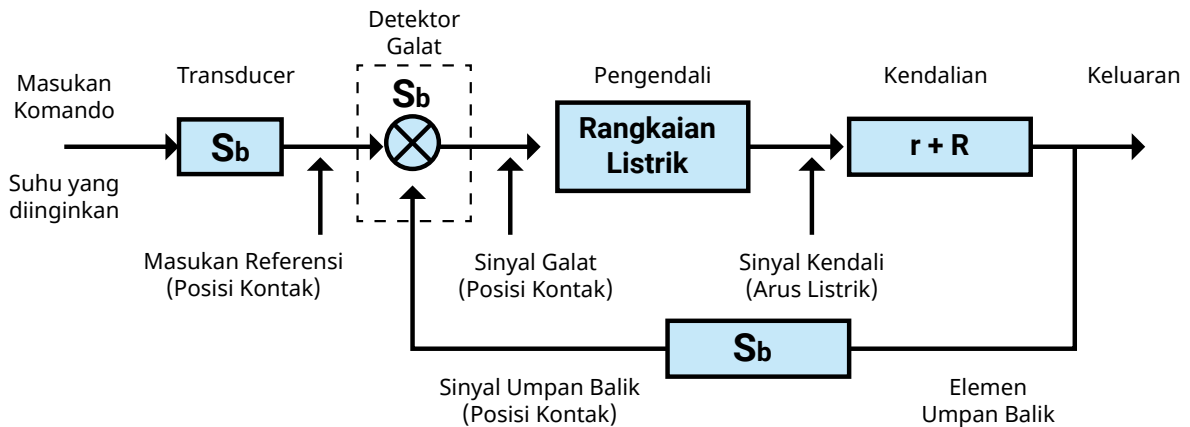 Detektor
Galat
Masukan
Komando
Transducer
Pengendali
Kendalian
Keluaran
Sb
Sb
Rangkaian
Listrik
r + R
Suhu yang
diinginkan
Masukan Referensi
(Posisi Kontak)
Sinyal Galat
(Posisi Kontak)
Sinyal Kendali
(Arus Listrik)
Sb
Sinyal Umpan Balik
(Posisi Kontak)
Elemen
Umpan Balik